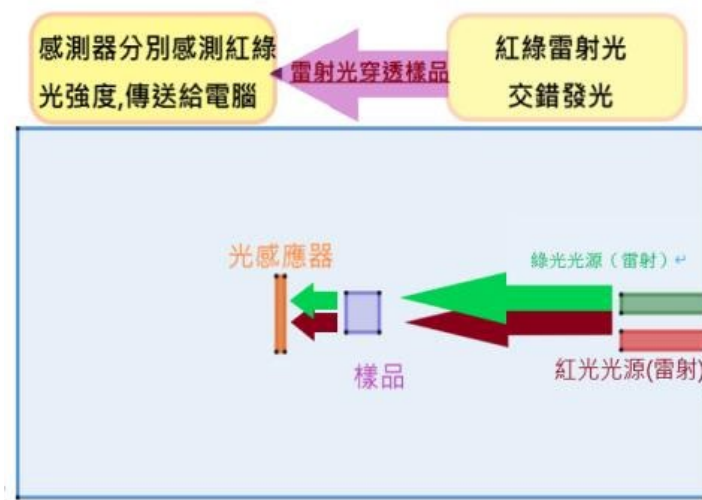 感測器分別感測紅綠
光強度,傳送給電腦
雷射光穿透樣品
紅綠雷射光
交錯發光
光感應器
綠光光源（雷射）
樣品
紅光光源(雷射)